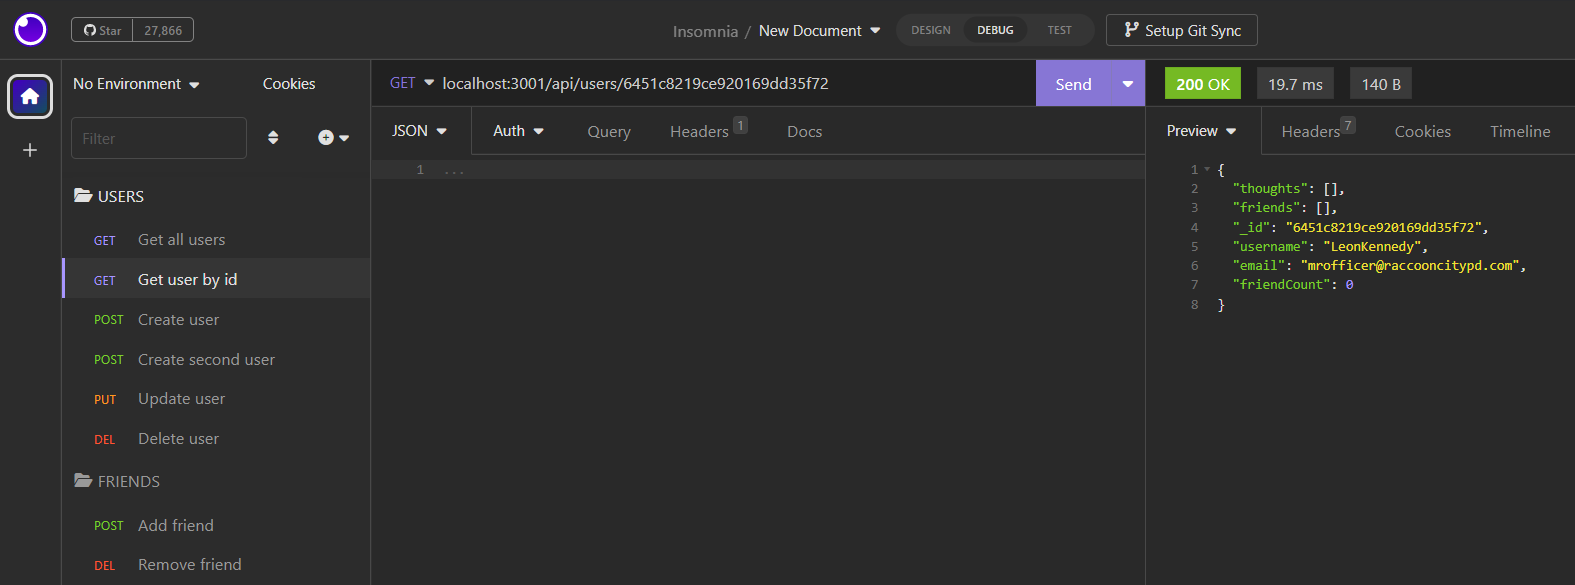 Star 27,866
Insomnia / New Document
DESIGN DEBUG TEST
Setup Git Sync
No Environment Cookies
Filter
USERS
GET Get all users
GET Get user by id
POST Create user
POST Create second user
PUT Update user
DEL Delete user
FRIENDS
POST Add friend
DEL Remove friend
GET localhost:3001/api/users/6451c8219ce920169dd35f72 Send
JSON Auth Query Headers 1 Docs
1 ...
200 OK 19.7 ms 140 B
Preview Headers 7 Cookies Timeline
1 {
2 "thoughts": [],
3 "friends": [],
4 "_id": "6451c8219ce920169dd35f72",
5 "username": "LeonKennedy",
6 "email": "mrofficer@raccooncitypd.com",
7 "friendCount": 0
8 }